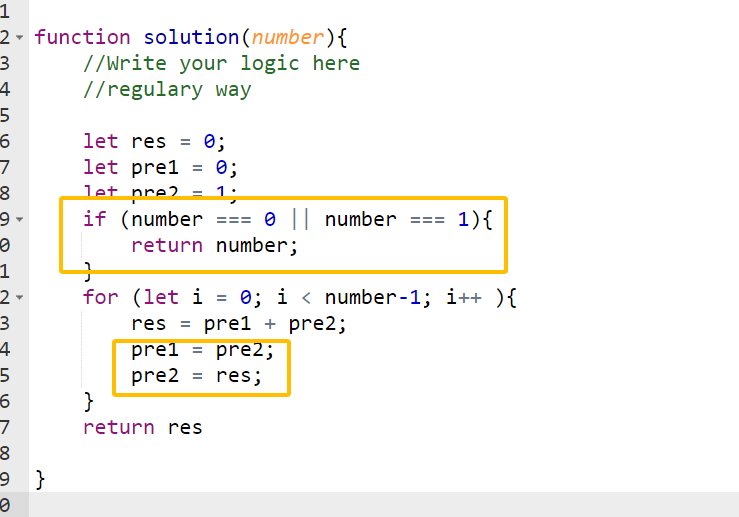 1
2 function solution(number){
3 //Write your logic here
4 //regulary way
5
6 let res = 0;
7 let pre1 = 0;
8 let pre2 = 1;
9 if (number === 0 || number === 1){
0 return number;
1 }
2 for (let i = 0; i < number-1; i++ ){
3 res = pre1 + pre2;
4 pre1 = pre2;
5 pre2 = res;
6 }
7 return res
8
9 }
0